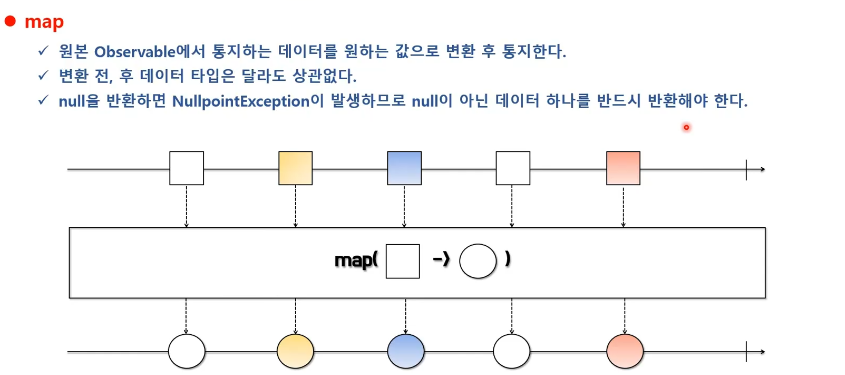 map
원본 Observable에서 통지하는 데이터를 원하는 값으로 변환 후 통지한다.
변환 전, 후 데이터 타입은 달라도 상관없다.
null을 반환하면 NullpointException이 발생하므로 null이 아닌 데이터 하나를 반드시 반환해야 한다.
map( -> )